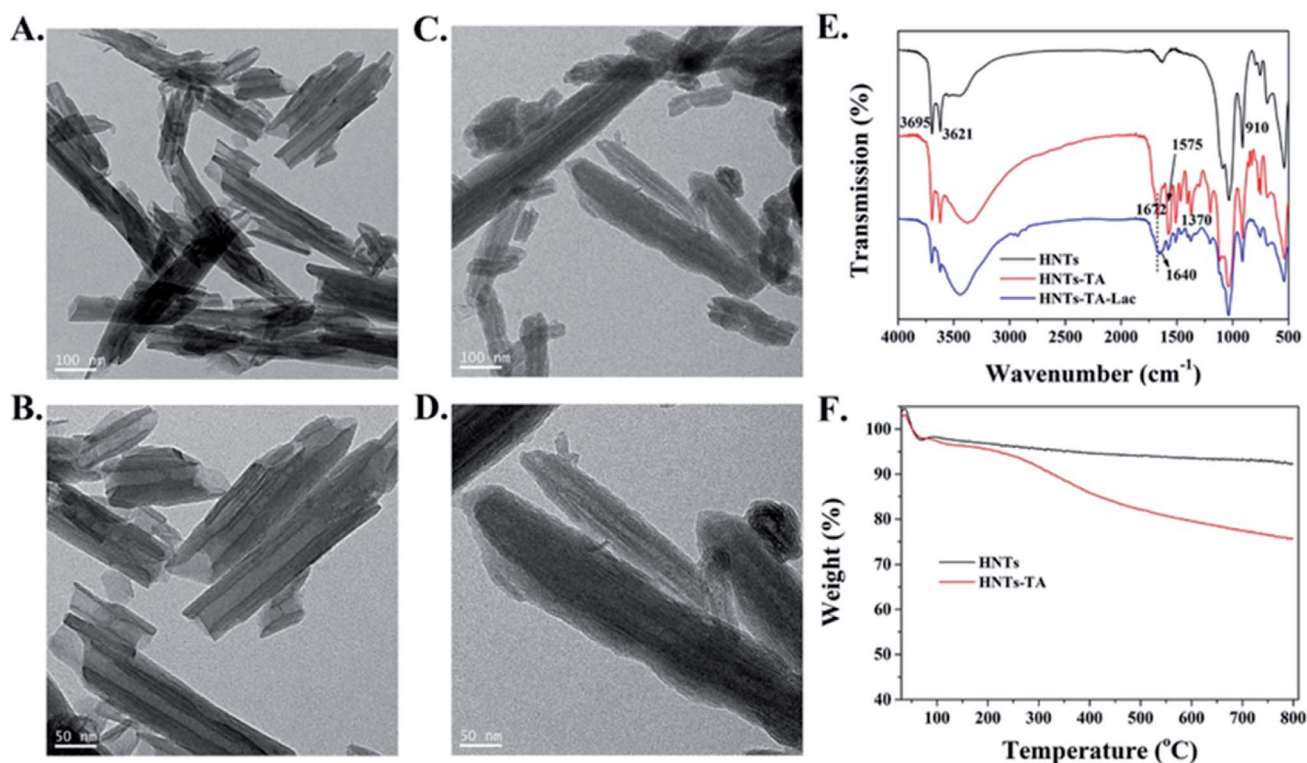 A.
100 nm
B.
50 nm
C.
100 nm
D.
50 nm
E.
Transmission (%)
3695
3621
910
1575
1672
1370
1640
HNTs
HNTs-TA
HNTs-TA-Lac
4000 3500 3000 2500 2000 1500 1000 500
Wavenumber (cm⁻¹)
F.
Weight (%)
100
90
80
70
60
50
40
HNTs
HNTs-TA
100 200 300 400 500 600 700 800
Temperature (°C)